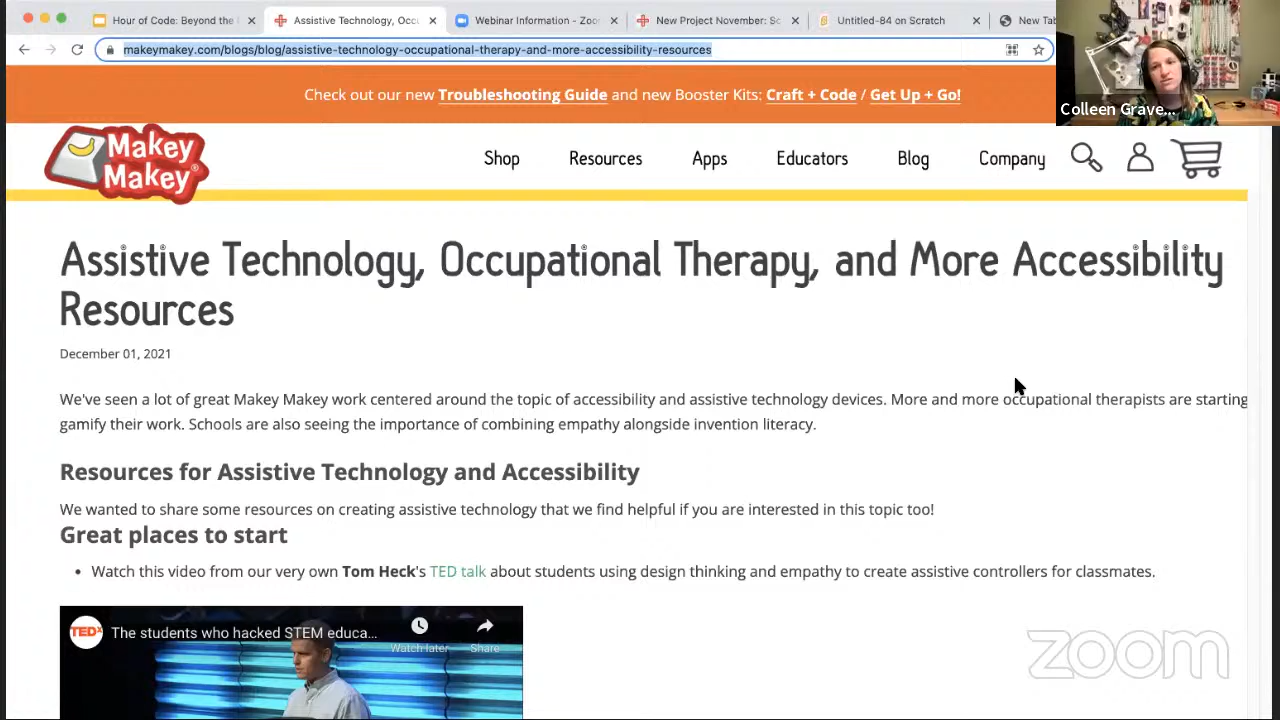 Hour of Code: Beyond the
Assistive Technology, Occu
Webinar Information - Zoo
New Project November: Sc
Untitled-84 on Scratch
New Tab
makeymakey.com/blogs/blog/assistive-technology-occupational-therapy-and-more-accessibility-resources
Colleen Grave...
Check out our new Troubleshooting Guide and new Booster Kits: Craft + Code / Get Up + Go!
Makey
Makey
Shop
Resources
Apps
Educators
Blog
Company
Assistive Technology, Occupational Therapy, and More Accessibility
Resources
December 01, 2021
We've seen a lot of great Makey Makey work centered around the topic of accessibility and assistive technology devices. More and more occupational therapists are starting
gamify their work. Schools are also seeing the importance of combining empathy alongside invention literacy.
Resources for Assistive Technology and Accessibility
We wanted to share some resources on creating assistive technology that we find helpful if you are interested in this topic too!
Great places to start
• Watch this video from our very own Tom Heck's TED talk about students using design thinking and empathy to create assistive controllers for classmates.
TEDx
The students who hacked STEM educa...
Watch later
Share
zoom